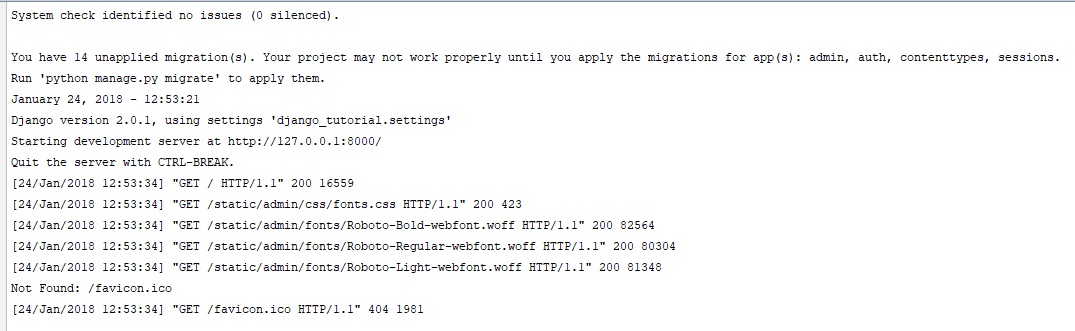 System check identified no issues (0 silenced).
You have 14 unapplied migration(s). Your project may not work properly until you apply the migrations for app(s): admin, auth, contenttypes, sessions.
Run 'python manage.py migrate' to apply them.
January 24, 2018 - 12:53:21
Django version 2.0.1, using settings 'django_tutorial.settings'
Starting development server at http://127.0.0.1:8000/
Quit the server with CTRL-BREAK.
[24/Jan/2018 12:53:34] "GET / HTTP/1.1" 200 16559
[24/Jan/2018 12:53:34] "GET /static/admin/css/fonts.css HTTP/1.1" 200 423
[24/Jan/2018 12:53:34] "GET /static/admin/fonts/Roboto-Bold-webfont.woff HTTP/1.1" 200 82564
[24/Jan/2018 12:53:34] "GET /static/admin/fonts/Roboto-Regular-webfont.woff HTTP/1.1" 200 80304
[24/Jan/2018 12:53:34] "GET /static/admin/fonts/Roboto-Light-webfont.woff HTTP/1.1" 200 81348
Not Found: /favicon.ico
[24/Jan/2018 12:53:34] "GET /favicon.ico HTTP/1.1" 404 1981